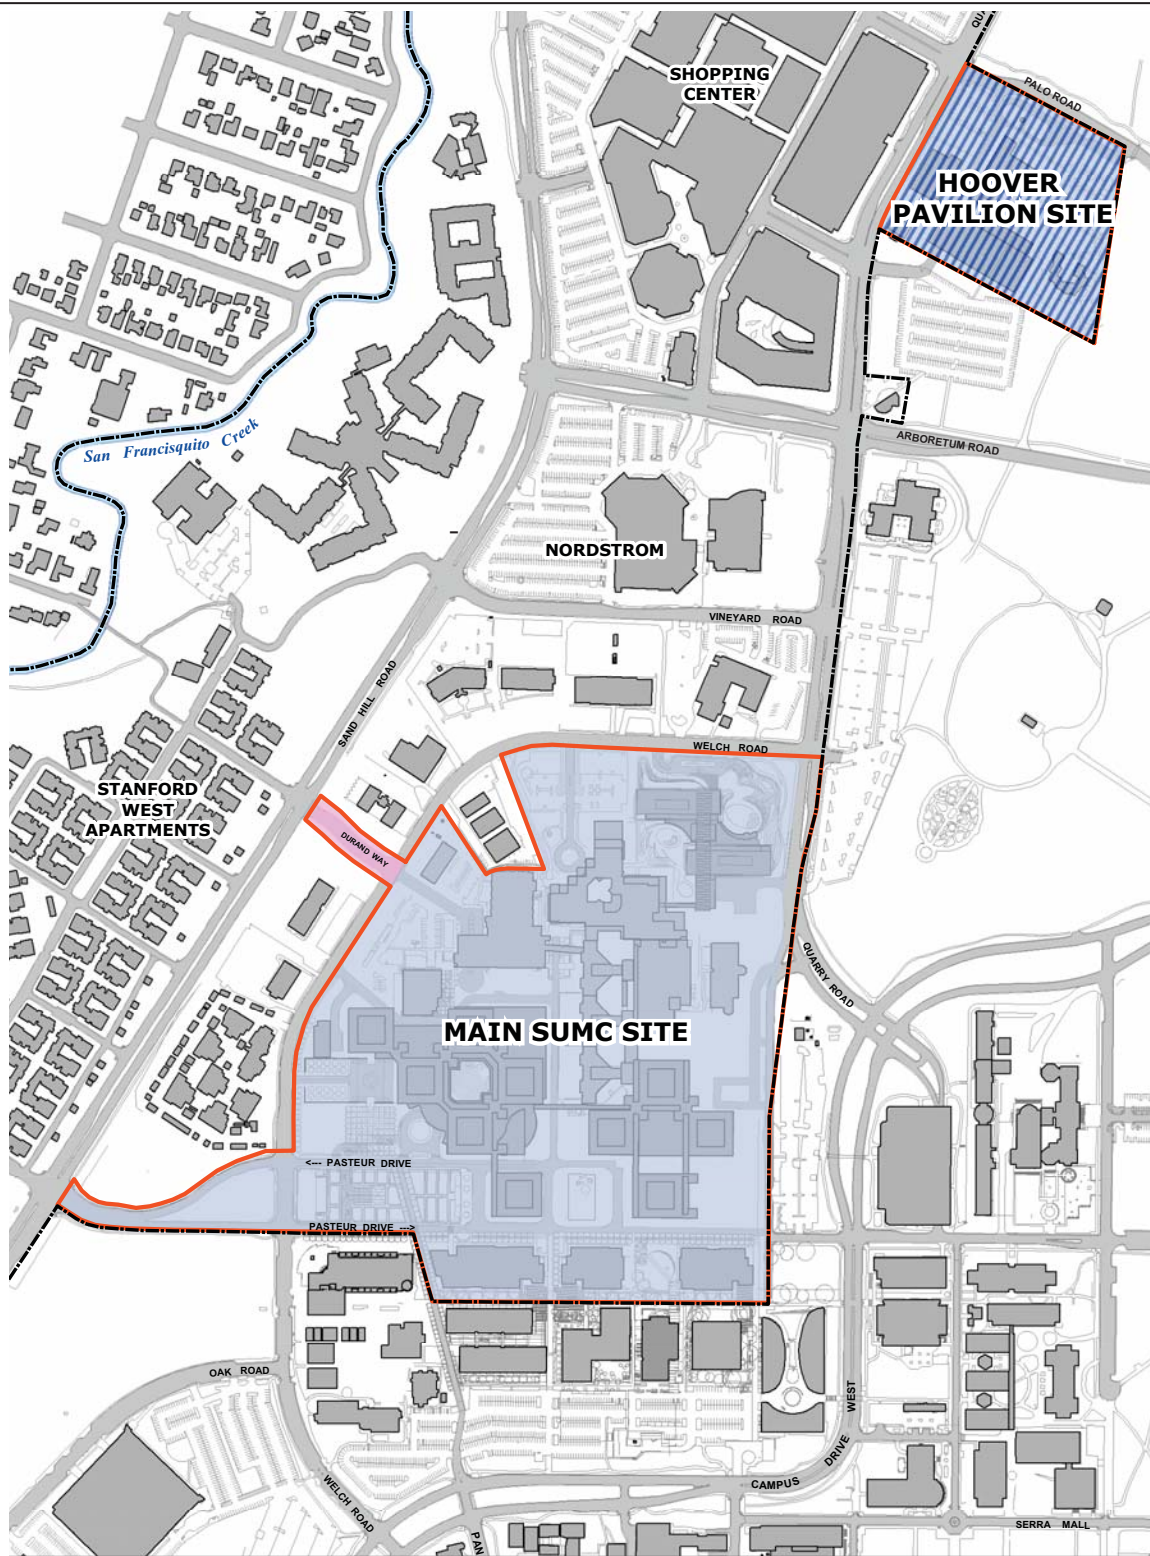 QUA
SHOPPING
CENTER
PALO ROAD
HOOVER
PAVILION SITE
San Francisquito Creek
ARBORETUM ROAD
NORDSTROM
VINEYARD ROAD
SAND HILL ROAD
WELCH ROAD
STANFORD
WEST
APARTMENTS
DURAND WAY
QUARRY ROAD
MAIN SUMC SITE
<--- PASTEUR DRIVE
PASTEUR DRIVE --->
OAK ROAD
CAMPUS DRIVE WEST
WELCH ROAD
SERRA MALL
PAN